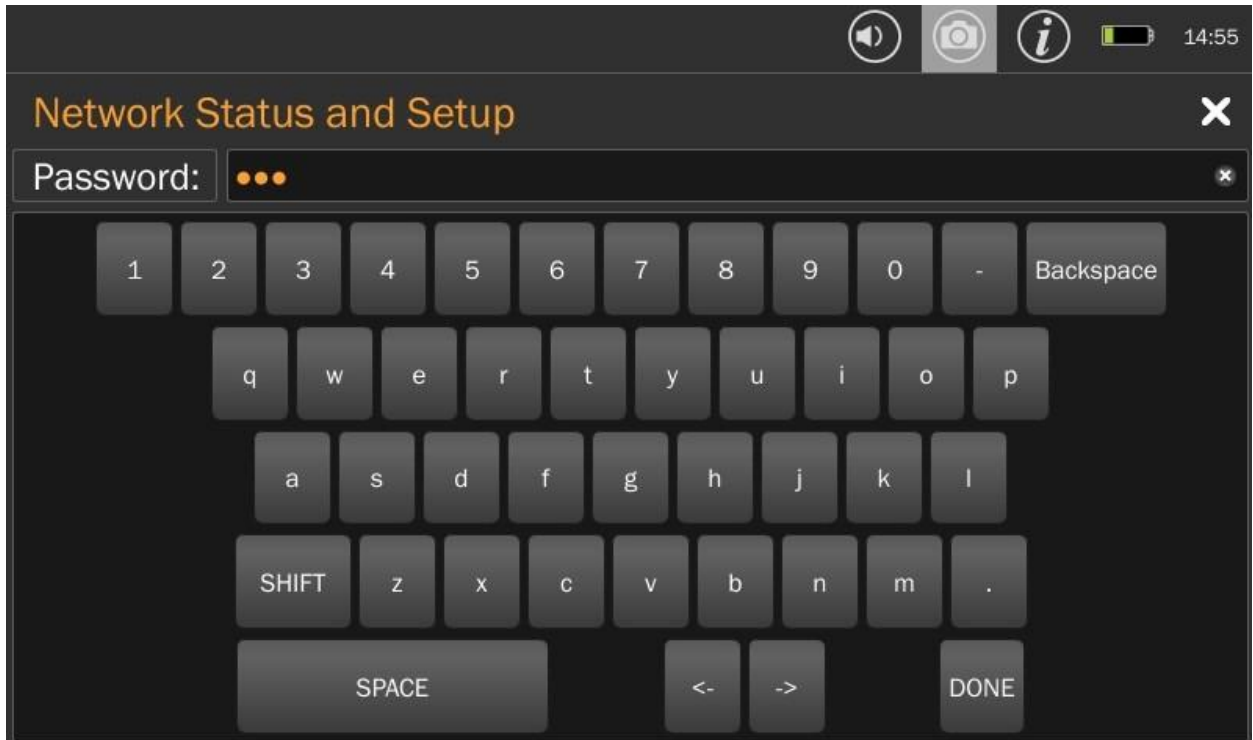 14:55
Network Status and Setup
Password: •••
1 2 3 4 5 6 7 8 9 0 - Backspace
q w e r t y u i o p
a s d f g h j k l
SHIFT z x c v b n m .
SPACE <- -> DONE